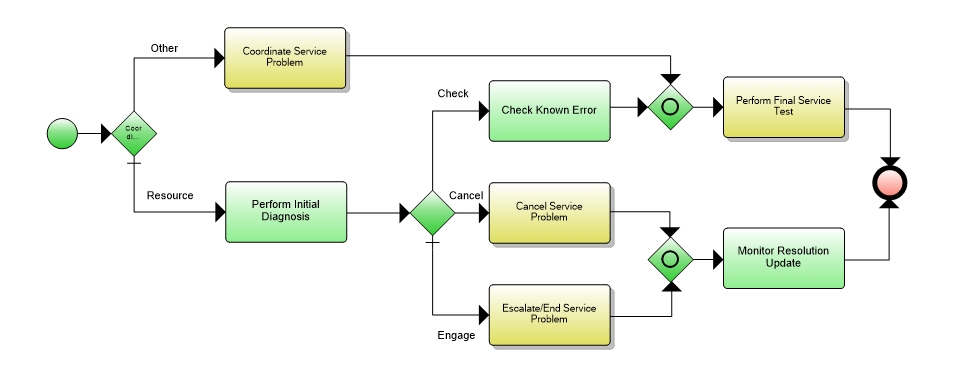 Other
Coordinate Service
Problem
Coor
di...
Resource
Perform Initial
Diagnosis
Check
Check Known Error
Cancel
Cancel Service
Problem
Engage
Escalate/End Service
Problem
Perform Final Service
Test
Monitor Resolution
Update